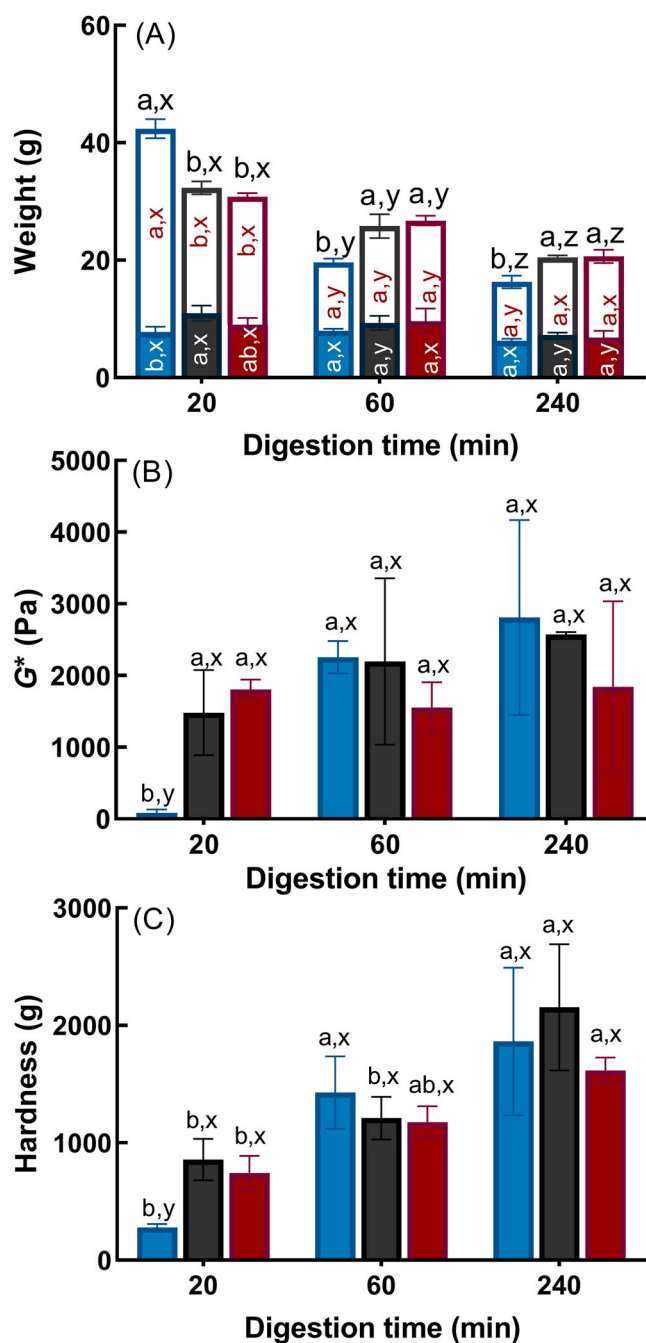 (A)
Weight (g)
60
40
20
0
a,x
b,x
b,x
b,y
a,y
a,y
b,z
a,z
a,z
a,x
b,x
b,x
a,y
a,y
a,y
a,y
a,x
a,x
b,x
a,x
ab,x
a,x
a,y
a,x
a,x
a,y
a,y
20 60 240
Digestion time (min)
(B)
G* (Pa)
5000
4000
3000
2000
1000
0
b,y
a,x
a,x
a,x
a,x
a,x
a,x
a,x
a,x
20 60 240
Digestion time (min)
(C)
Hardness (g)
3000
2000
1000
0
b,y
b,x
b,x
a,x
b,x
ab,x
a,x
a,x
a,x
20 60 240
Digestion time (min)